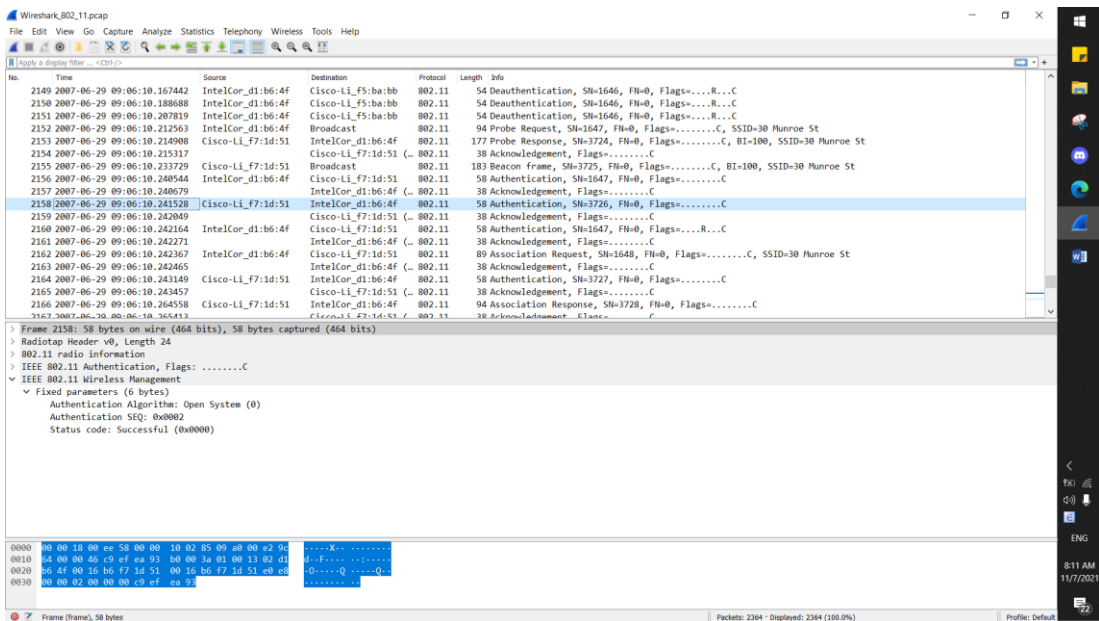 Wireshark_802_11.pcap
File Edit View Go Capture Analyze Statistics Telephony Wireless Tools Help
Apply a display filter ... <Ctrl-/>
No. Time Source Destination Protocol Length Info
2149 2007-06-29 09:06:10.167442 IntelCor_d1:b6:4f Cisco-Li_f5:ba:bb 802.11 54 Deauthentication, SN=1646, FN=0, Flags=....R...C
2150 2007-06-29 09:06:10.188688 IntelCor_d1:b6:4f Cisco-Li_f5:ba:bb 802.11 54 Deauthentication, SN=1646, FN=0, Flags=....R...C
2151 2007-06-29 09:06:10.207819 IntelCor_d1:b6:4f Cisco-Li_f5:ba:bb 802.11 54 Deauthentication, SN=1646, FN=0, Flags=....R...C
2152 2007-06-29 09:06:10.212563 IntelCor_d1:b6:4f Broadcast 802.11 94 Probe Request, SN=1647, FN=0, Flags=........C, SSID=30 Munroe St
2153 2007-06-29 09:06:10.214908 Cisco-Li_f7:1d:51 IntelCor_d1:b6:4f 802.11 177 Probe Response, SN=3724, FN=0, Flags=........C, BI=100, SSID=30 Munroe St
2154 2007-06-29 09:06:10.215317 Cisco-Li_f7:1d:51 (… 802.11 38 Acknowledgement, Flags=........C
2155 2007-06-29 09:06:10.233729 Cisco-Li_f7:1d:51 Broadcast 802.11 183 Beacon frame, SN=3725, FN=0, Flags=........C, BI=100, SSID=30 Munroe St
2156 2007-06-29 09:06:10.240544 IntelCor_d1:b6:4f Cisco-Li_f7:1d:51 802.11 58 Authentication, SN=1647, FN=0, Flags=........C
2157 2007-06-29 09:06:10.240679 IntelCor_d1:b6:4f (… 802.11 38 Acknowledgement, Flags=........C
2158 2007-06-29 09:06:10.241528 Cisco-Li_f7:1d:51 IntelCor_d1:b6:4f 802.11 58 Authentication, SN=3726, FN=0, Flags=........C
2159 2007-06-29 09:06:10.242049 Cisco-Li_f7:1d:51 (… 802.11 38 Acknowledgement, Flags=........C
2160 2007-06-29 09:06:10.242164 IntelCor_d1:b6:4f Cisco-Li_f7:1d:51 802.11 58 Authentication, SN=1647, FN=0, Flags=....R...C
2161 2007-06-29 09:06:10.242271 IntelCor_d1:b6:4f (… 802.11 38 Acknowledgement, Flags=........C
2162 2007-06-29 09:06:10.242367 IntelCor_d1:b6:4f Cisco-Li_f7:1d:51 802.11 89 Association Request, SN=1648, FN=0, Flags=........C, SSID=30 Munroe St
2163 2007-06-29 09:06:10.242465 IntelCor_d1:b6:4f (… 802.11 38 Acknowledgement, Flags=........C
2164 2007-06-29 09:06:10.243149 Cisco-Li_f7:1d:51 IntelCor_d1:b6:4f 802.11 58 Authentication, SN=3727, FN=0, Flags=........C
2165 2007-06-29 09:06:10.243457 Cisco-Li_f7:1d:51 (… 802.11 38 Acknowledgement, Flags=........C
2166 2007-06-29 09:06:10.264558 Cisco-Li_f7:1d:51 IntelCor_d1:b6:4f 802.11 94 Association Response, SN=3728, FN=0, Flags=........C
2167 2007-06-29 09:06:10.265413 Cisco-Li_f7:1d:51 (… 802.11 38 Acknowledgement, Flags=........C
Frame 2158: 58 bytes on wire (464 bits), 58 bytes captured (464 bits)
Radiotap Header v0, Length 24
802.11 radio information
IEEE 802.11 Authentication, Flags: ........C
IEEE 802.11 Wireless Management
Fixed parameters (6 bytes)
Authentication Algorithm: Open System (0)
Authentication SEQ: 0x0002
Status code: Successful (0x0000)
0000 00 00 18 00 ee 58 00 00 10 02 85 09 a0 00 e2 9c ·····X·· ········
0010 64 00 00 46 c9 ef ea 93 b0 00 3a 01 00 13 02 d1 d··F···· ··:·····
0020 b6 4f 00 16 b6 f7 1d 51 00 16 b6 f7 1d 51 e0 e8 ·O·····Q ·····Q··
0030 00 00 02 00 00 00 c9 ef ea 93 ········ ··
Frame (frame), 58 bytes
Packets: 2364 · Displayed: 2364 (100.0%)
Profile: Default
ENG
8:11 AM
11/7/2021
22